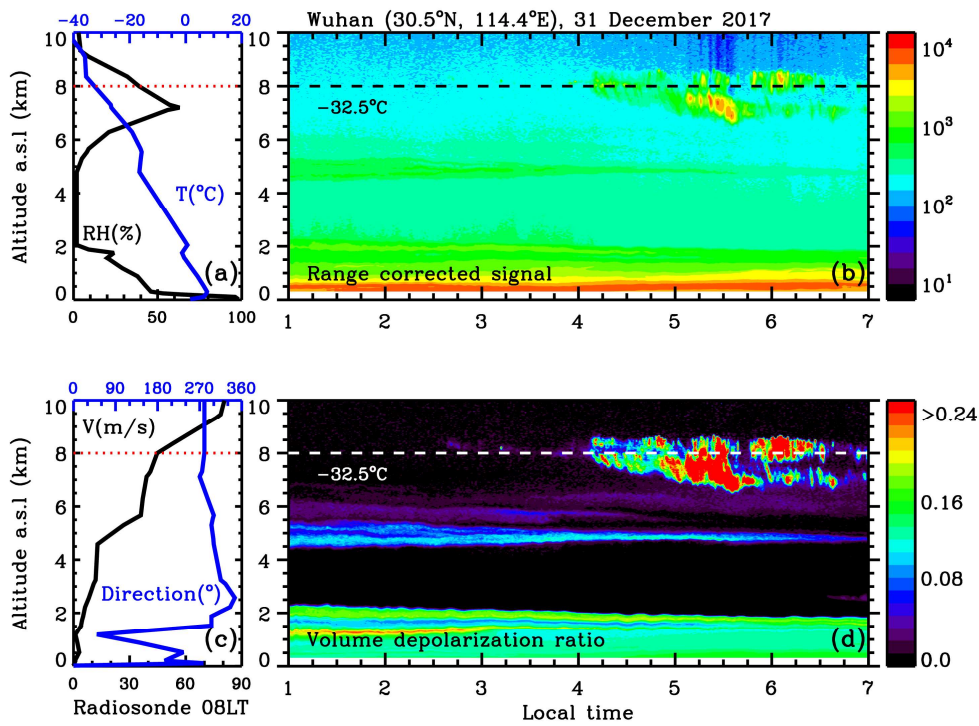 Wuhan (30.5°N, 114.4°E), 31 December 2017
-40 -20 0 20
10
8
6
4
2
0
Altitude a.s.l (km)
T(°C)
RH(%)
(a)
0 50 100
10
8
6
4
2
0
-32.5°C
Range corrected signal
(b)
1 2 3 4 5 6 7
10⁴
10³
10²
10¹
0 90 180 270 360
10
8
6
4
2
0
Altitude a.s.l (km)
V(m/s)
Direction(°)
(c)
0 30 60 90
Radiosonde 08LT
10
8
6
4
2
0
-32.5°C
Volume depolarization ratio
(d)
1 2 3 4 5 6 7
Local time
>0.24
0.16
0.08
0.0